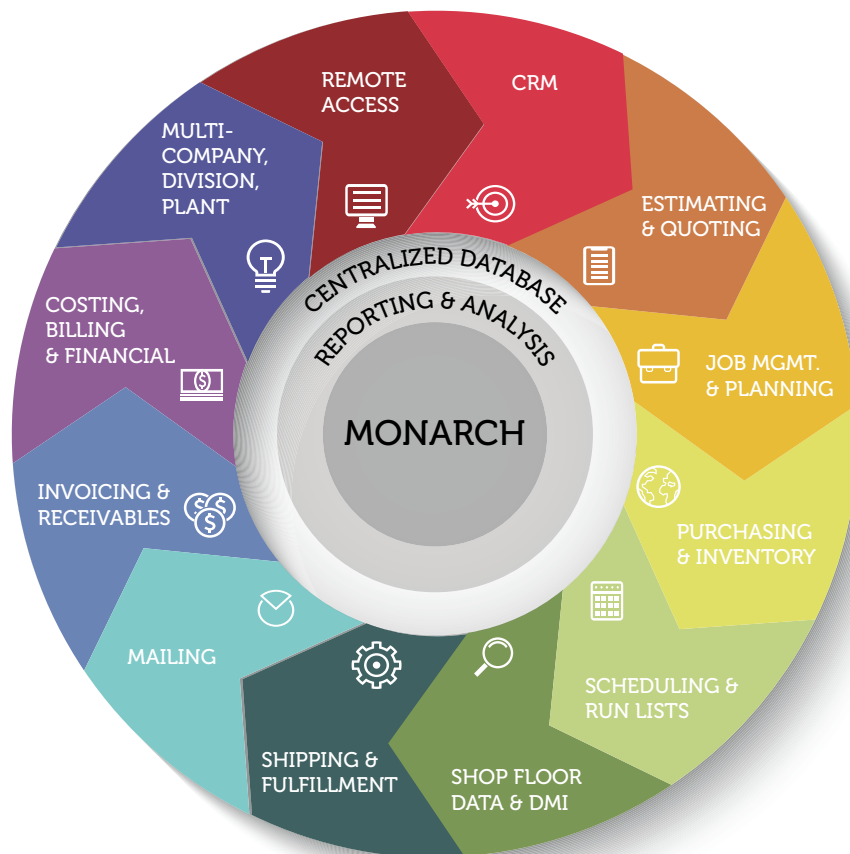 REMOTE
ACCESS
CRM
ESTIMATING
& QUOTING
JOB MGMT.
& PLANNING
PURCHASING
& INVENTORY
SCHEDULING &
RUN LISTS
SHOP FLOOR
DATA & DMI
SHIPPING &
FULFILLMENT
MAILING
INVOICING &
RECEIVABLES
COSTING,
BILLING
& FINANCIAL
MULTI-
COMPANY,
DIVISION,
PLANT
CENTRALIZED DATABASE
REPORTING & ANALYSIS
MONARCH
T
$
$
$
$